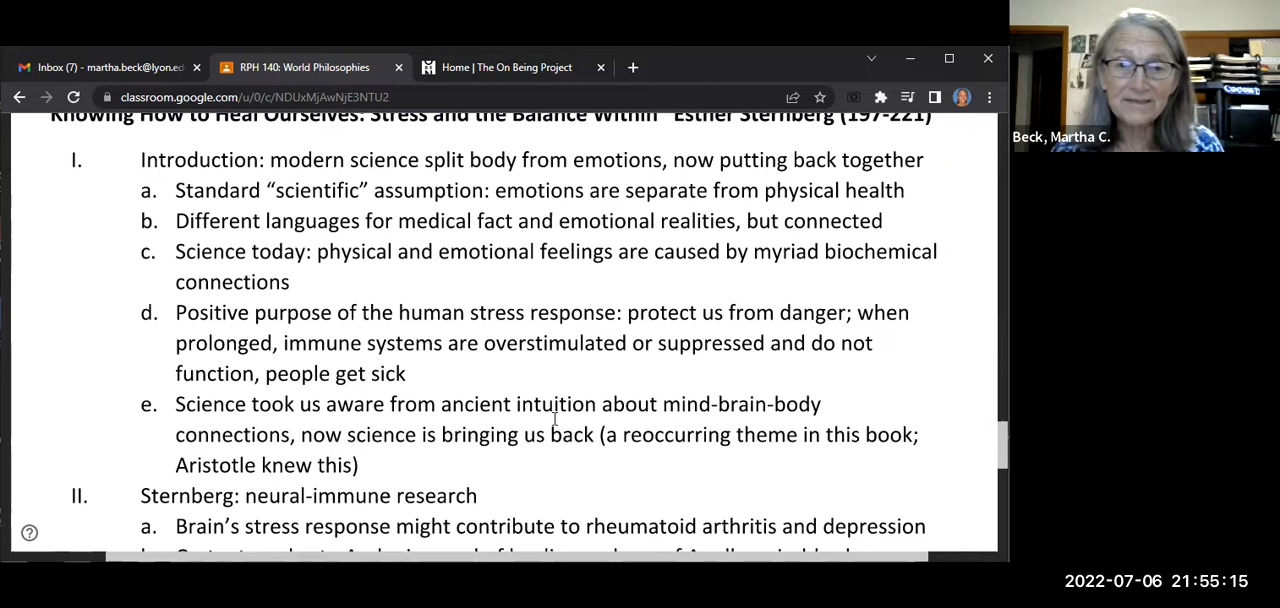 Inbox (7) - martha.beck@lyon.ed
RPH 140: World Philosophies
Home | The On Being Project
classroom.google.com/u/0/c/NDUxMjAwNjE3NTU2
Beck, Martha C.
Knowing How to Heal Ourselves: Stress and the Balance Within" Esther Sternberg (197-221)
I. Introduction: modern science split body from emotions, now putting back together
a. Standard “scientific” assumption: emotions are separate from physical health
b. Different languages for medical fact and emotional realities, but connected
c. Science today: physical and emotional feelings are caused by myriad biochemical
connections
d. Positive purpose of the human stress response: protect us from danger; when
prolonged, immune systems are overstimulated or suppressed and do not
function, people get sick
e. Science took us aware from ancient intuition about mind-brain-body
connections, now science is bringing us back (a reoccurring theme in this book;
Aristotle knew this)
II. Sternberg: neural-immune research
a. Brain’s stress response might contribute to rheumatoid arthritis and depression
2022-07-06 21:55:15